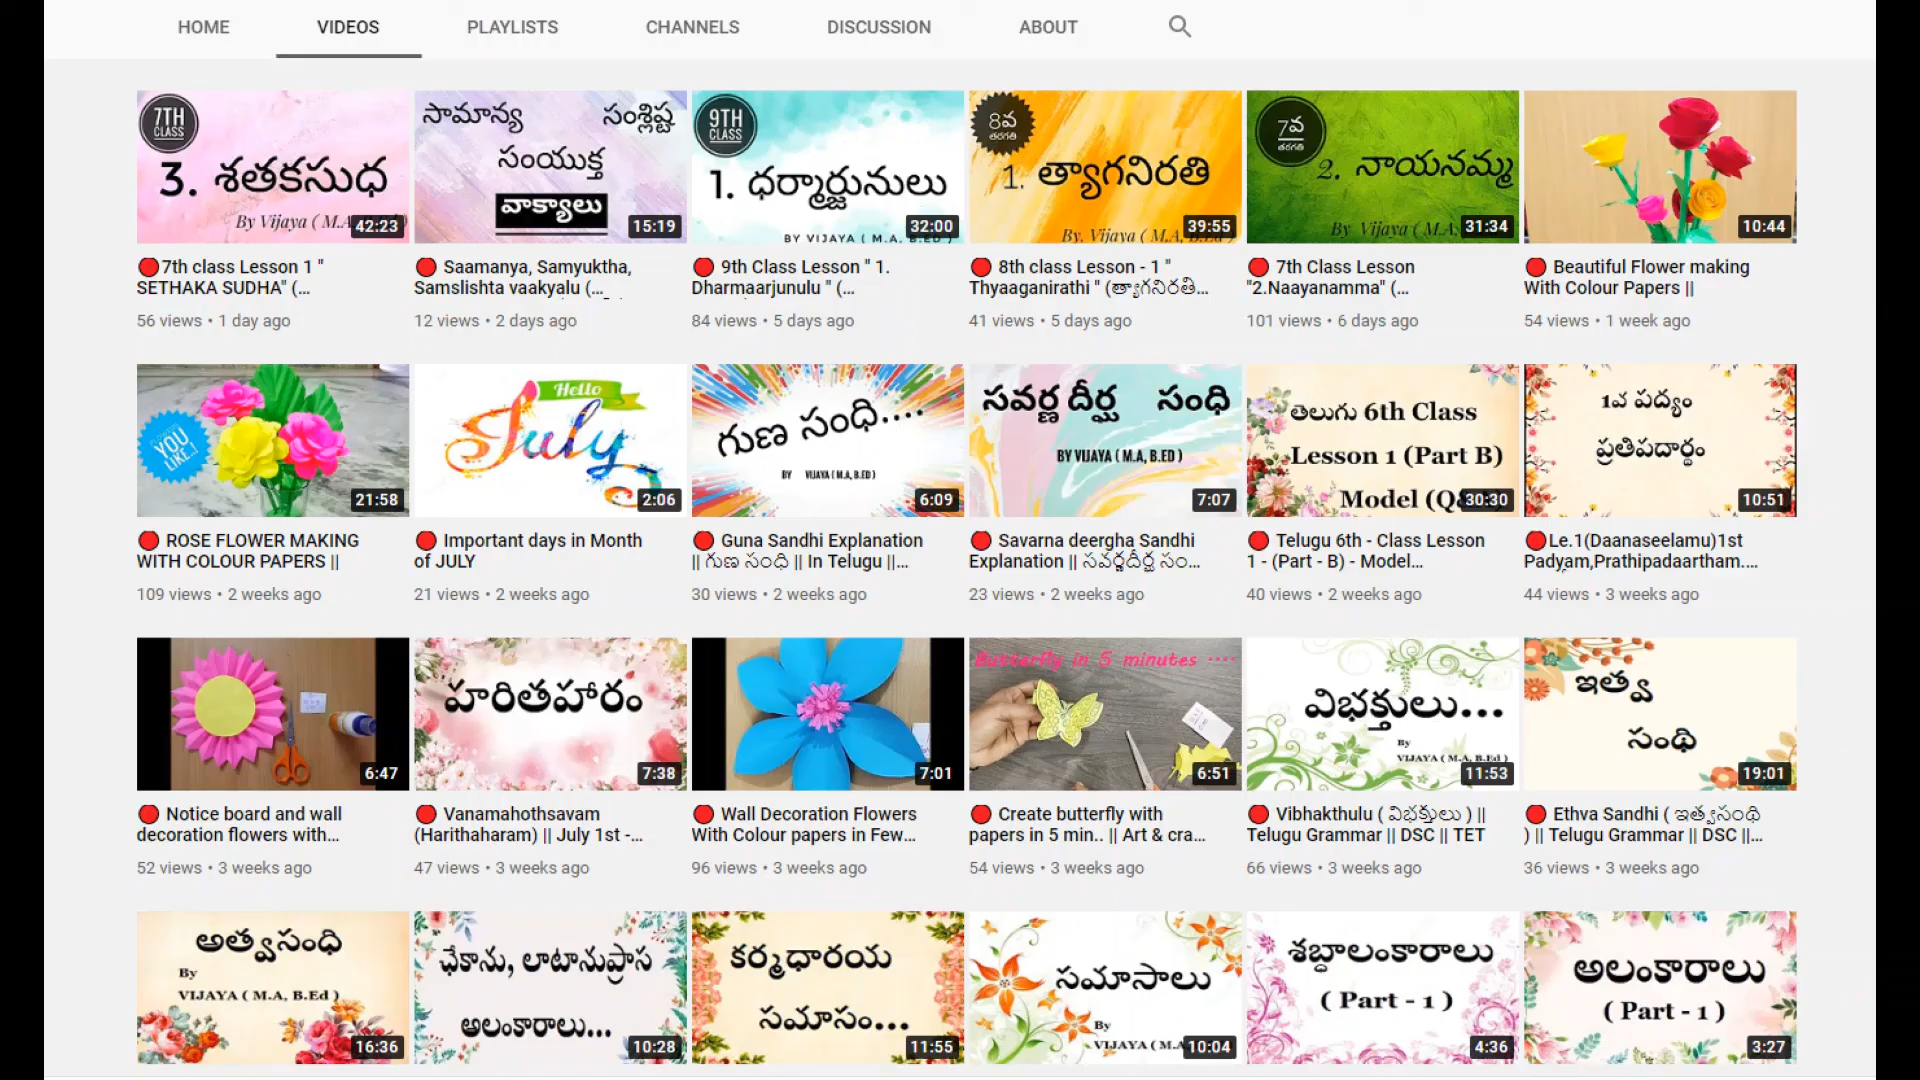 HOME VIDEOS PLAYLISTS CHANNELS DISCUSSION ABOUT
7TH
CLASS
3. శతకసుధ
By Vijaya ( M.A
42:23
🔴7th class Lesson 1 "
SETHAKA SUDHA" (...
56 views • 1 day ago
సామాన్య సంశ్లిష్ట
సంయుక్త
వాక్యాలు
15:19
🔴 Saamanya, Samyuktha,
Samslishta vaakyalu (...
12 views • 2 days ago
9TH
CLASS
1. ధర్మార్జునులు
BY VIJAYA ( M.A, B.ED )
32:00
🔴 9th Class Lesson " 1.
Dharmaarjunulu " (...
84 views • 5 days ago
8వ
తరగతి
1. త్యాగనిరతి
By, Vijaya ( M.A, B.Ed )
39:55
🔴 8th class Lesson - 1 "
Thyaaganirathi " (త్యాగనిరతి...
41 views • 5 days ago
7వ
తరగతి
2. నాయనమ్మ
By Vijaya ( M.A,
31:34
🔴 7th Class Lesson
"2.Naayanamma" (...
101 views • 6 days ago
10:44
🔴 Beautiful Flower making
With Colour Papers ||
54 views • 1 week ago
YOU
LIKE..!
21:58
🔴 ROSE FLOWER MAKING
WITH COLOUR PAPERS ||
109 views • 2 weeks ago
Hello
July
2:06
🔴 Important days in Month
of JULY
21 views • 2 weeks ago
గుణ సంధి....
BY VIJAYA ( M.A, B.ED )
6:09
🔴 Guna Sandhi Explanation
|| గుణ సంధి || In Telugu ||...
30 views • 2 weeks ago
సవర్ణ దీర్ఘ సంధి
BY VIJAYA ( M.A, B.ED )
7:07
🔴 Savarna deergha Sandhi
Explanation || సవర్ణదీర్ఘ సం...
23 views • 2 weeks ago
తెలుగు 6th Class
Lesson 1 (Part B)
Model (Q&
30:30
🔴 Telugu 6th - Class Lesson
1 - (Part - B) - Model...
40 views • 2 weeks ago
1వ పద్యం
ప్రతిపదార్థం
10:51
🔴Le.1(Daanaseelamu)1st
Padyam,Prathipadaartham....
44 views • 3 weeks ago
6:47
🔴 Notice board and wall
decoration flowers with...
52 views • 3 weeks ago
హరితహారం
7:38
🔴 Vanamahothsavam
(Harithaharam) || July 1st -...
47 views • 3 weeks ago
7:01
🔴 Wall Decoration Flowers
With Colour papers in Few...
96 views • 3 weeks ago
Butterfly in 5 minutes ....
6:51
🔴 Create butterfly with
papers in 5 min.. || Art & cra...
54 views • 3 weeks ago
విభక్తులు...
By
VIJAYA ( M.A, B.Ed )
11:53
🔴 Vibhakthulu ( విభక్తులు ) ||
Telugu Grammar || DSC || TET
66 views • 3 weeks ago
ఇత్వ
సంధి
19:01
🔴 Ethva Sandhi ( ఇత్వసంధి
) || Telugu Grammar || DSC ||...
36 views • 3 weeks ago
అత్వసంధి
By
VIJAYA ( M.A, B.Ed )
16:36
ఛేకాను, లాటానుప్రాస
అలంకారాలు...
10:28
కర్మధారయ
సమాసం...
11:55
సమాసాలు
By
VIJAYA ( M.A
10:04
శబ్దాలంకారాలు
( Part - 1 )
4:36
అలంకారాలు
( Part - 1 )
3:27